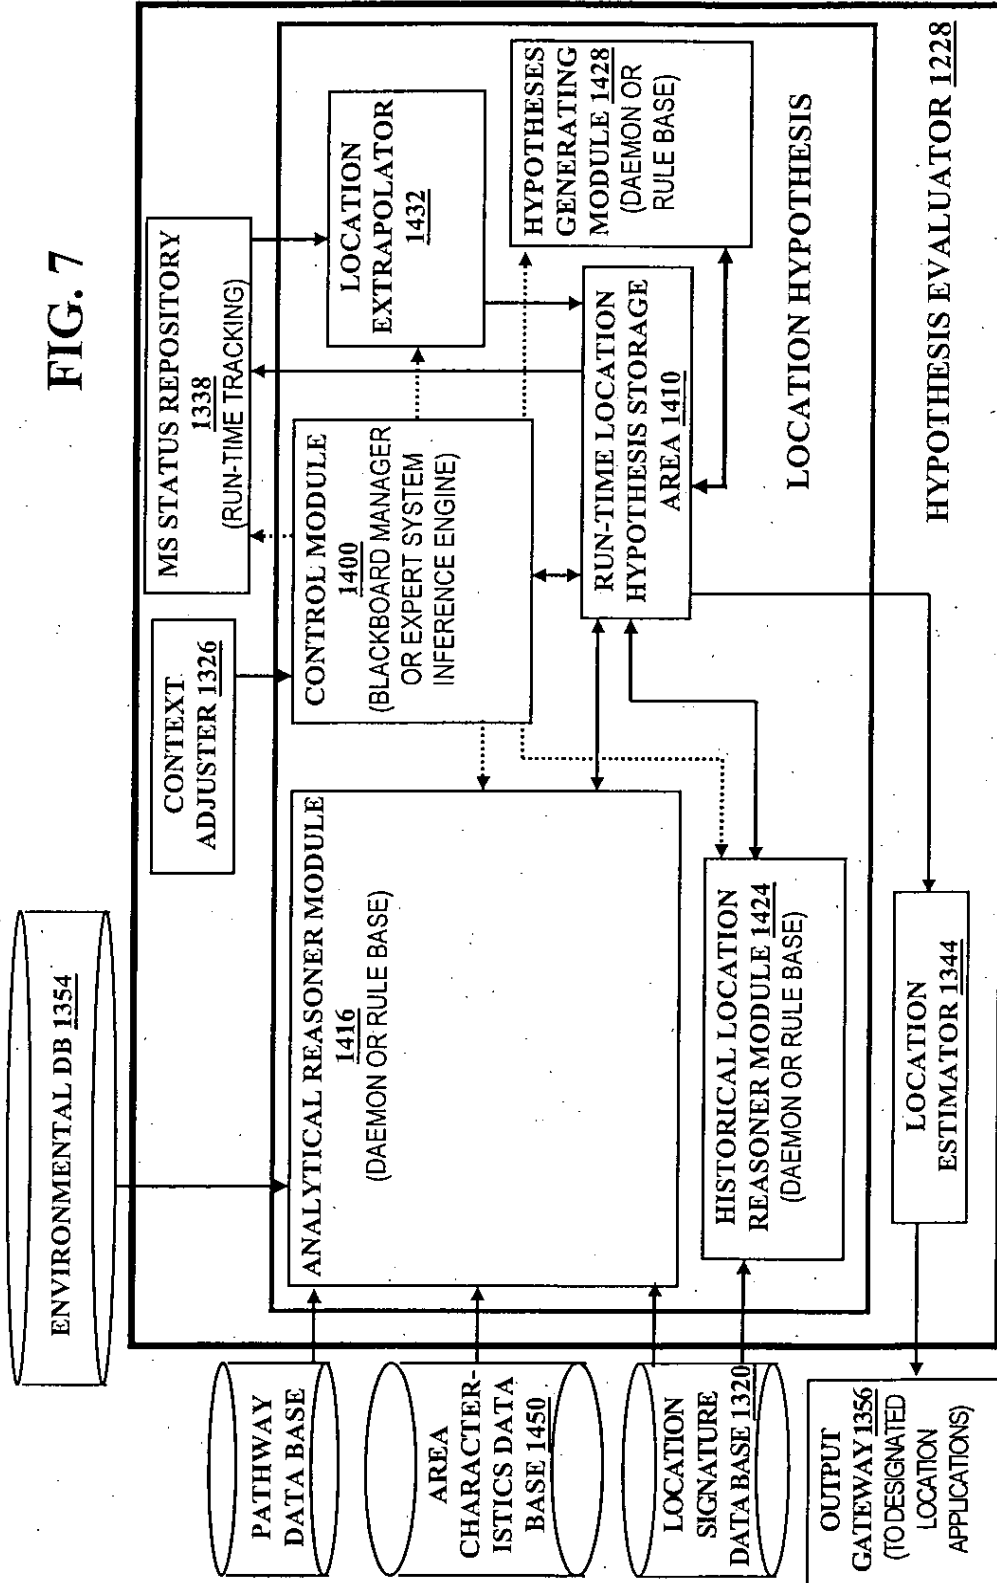 FIG. 7
ENVIRONMENTAL DB 1354
CONTEXT
ADJUSTER 1326
MS STATUS REPOSITORY
1338
(RUN-TIME TRACKING)
PATHWAY
DATA BASE
AREA
CHARACTER-
ISTICS DATA
BASE 1450
LOCATION
SIGNATURE
DATABASE 1320
ANALYTICAL REASONER MODULE
1416
(DAEMON OR RULE BASE)
CONTROL MODULE
1400
(BLACKBOARD MANAGER
OR EXPERT SYSTEM
INFERENCE ENGINE)
LOCATION
EXTRAPOLATOR
1432
HYPOTHESES
GENERATING
MODULE 1428
(DAEMON OR
RULE BASE)
RUN-TIME LOCATION
HYPOTHESIS STORAGE
AREA 1410
HISTORICAL LOCATION
REASONER MODULE 1424
(DAEMON OR RULE BASE)
LOCATION HYPOTHESIS
OUTPUT
GATEWAY 1356
(TO DESIGNATED
LOCATION
APPLICATIONS)
LOCATION
ESTIMATOR 1344
HYPOTHESIS EVALUATOR 1228